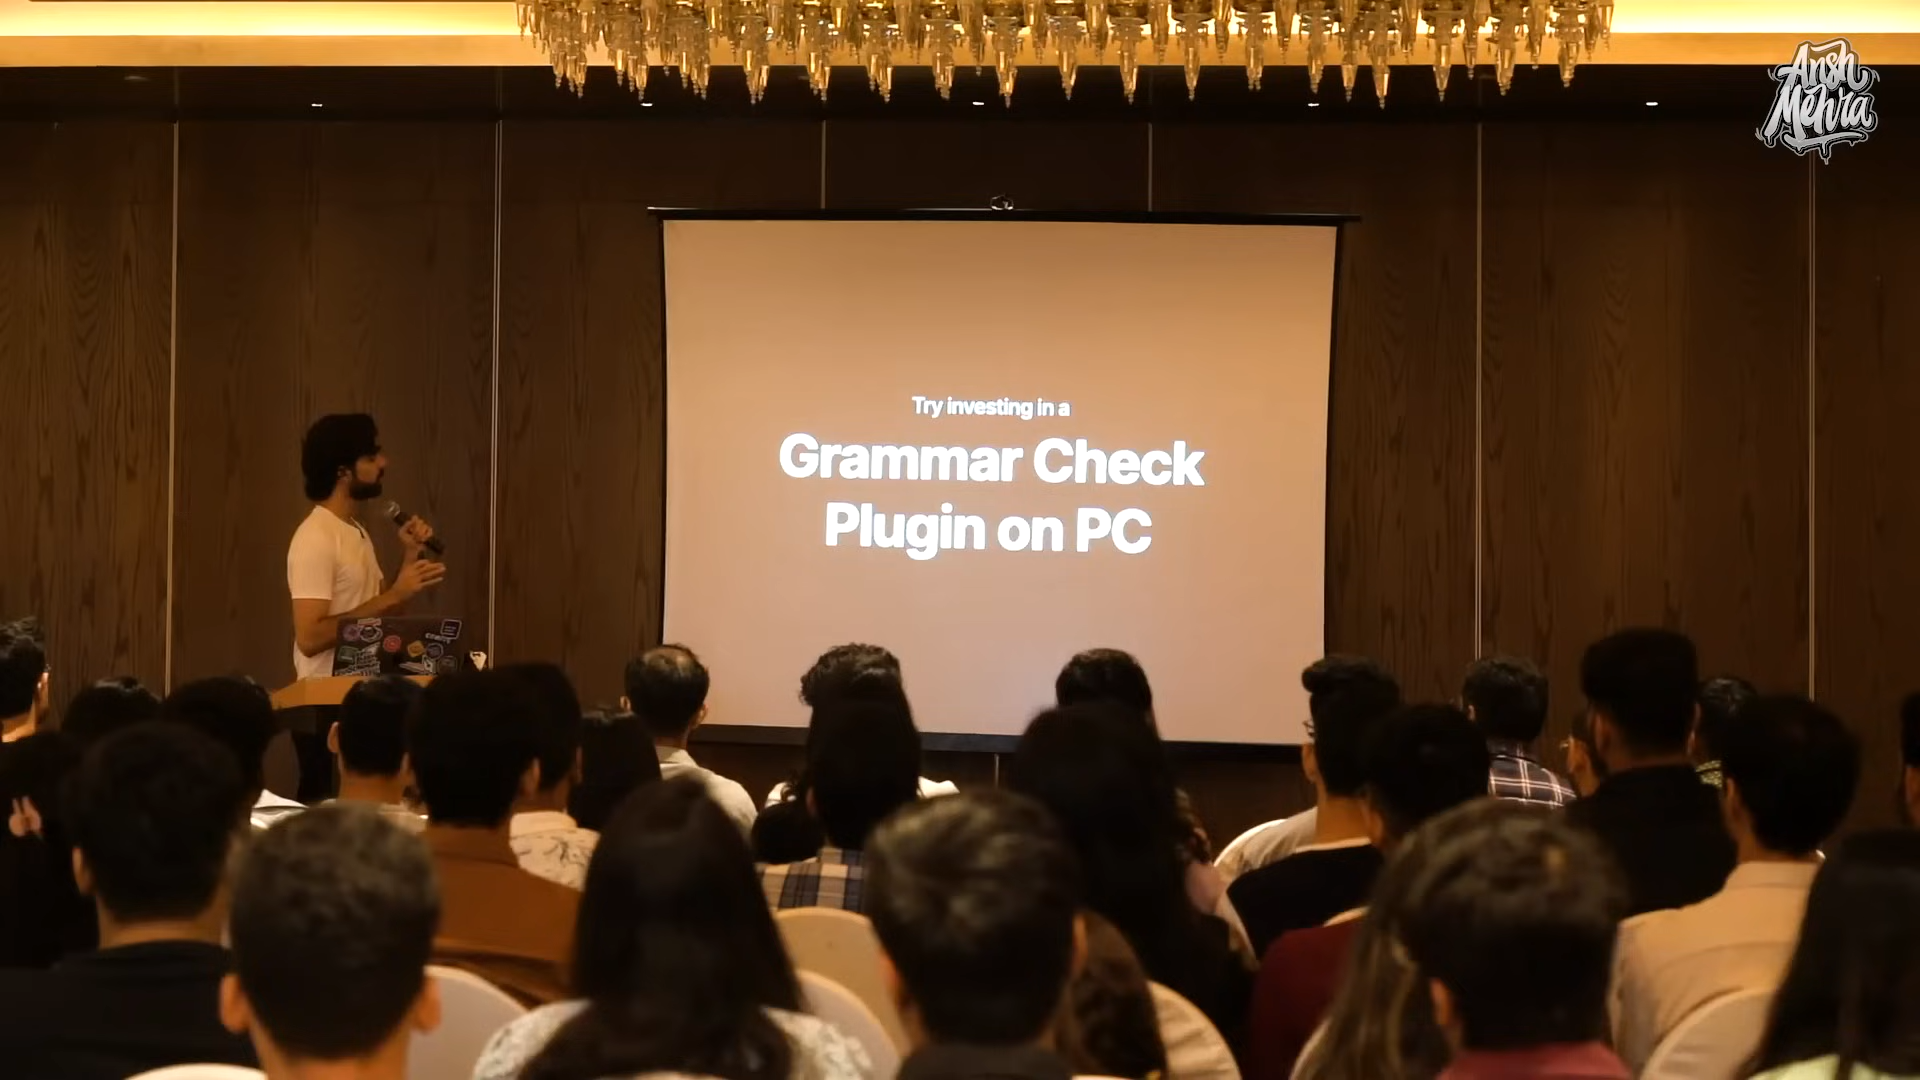 Ansh
Mehra
Try investing in a
Grammar Check
Plugin on PC